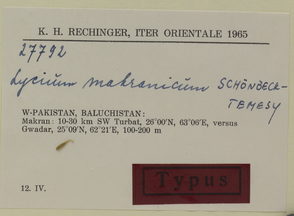 K. H. RECHINGER, ITER ORIENTALE 1965
27792
Lycium makranicum SCHÖNBECK-
TEMESY
W-PAKISTAN, BALUCHISTAN:
Makran: 10-30 km SW Turbat, 26°00'N, 63°06'E, versus
Gwadar, 25°09'N, 62°21'E, 100-200 m
Typus
12. IV.